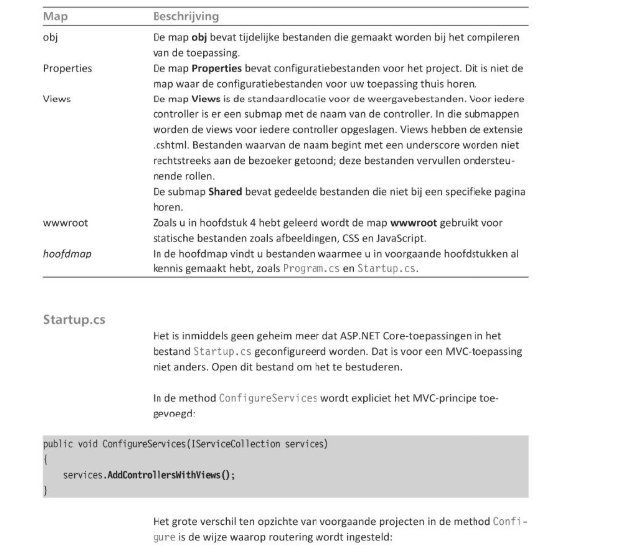 Map Beschrijving
obj De map obj bevat tijdelijke bestanden die gemaakt worden bij het compileren
van de toepassing.
Properties De map Properties bevat configuratiebestanden voor het project. Dit is niet de
map waar de configuratiebestanden voor uw toepassing thuis horen.
Views De map Views is de standaardlocatie voor de weergavebestanden. Voor iedere
controller is er een submap met de naam van de controller. In die submappen
worden de views voor iedere controller opgeslagen. Views hebben de extensie
.cshtml. Bestanden waarvan de naam begint met een underscore worden niet
rechtstreeks aan de bezoeker getoond; deze bestanden vervullen ondersteu-
nende rollen.
De submap Shared bevat gedeelde bestanden die niet bij een specifieke pagina
horen.
wwwroot Zoals u in hoofdstuk 4 hebt geleerd wordt de map wwwroot gebruikt voor
statische bestanden zoals afbeeldingen, CSS en JavaScript.
hoofdmap In de hoofdmap vindt u bestanden waarmee u in voorgaande hoofdstukken al
kennis gemaakt hebt, zoals Program.cs en Startup.cs.
Startup.cs
Het is inmiddels geen geheim meer dat ASP.NET Core-toepassingen in het
bestand Startup.cs geconfigureerd worden. Dat is voor een MVC-toepassing
niet anders. Open dit bestand om het te bestuderen.
In de method ConfigureServices wordt expliciet het MVC-principe toe-
gevoegd:
public void ConfigureServices(IServiceCollection services)
{
services.AddControllersWithViews();
}
Het grote verschil ten opzichte van voorgaande projecten in de method Confi-
gure is de wijze waarop routering wordt ingesteld: